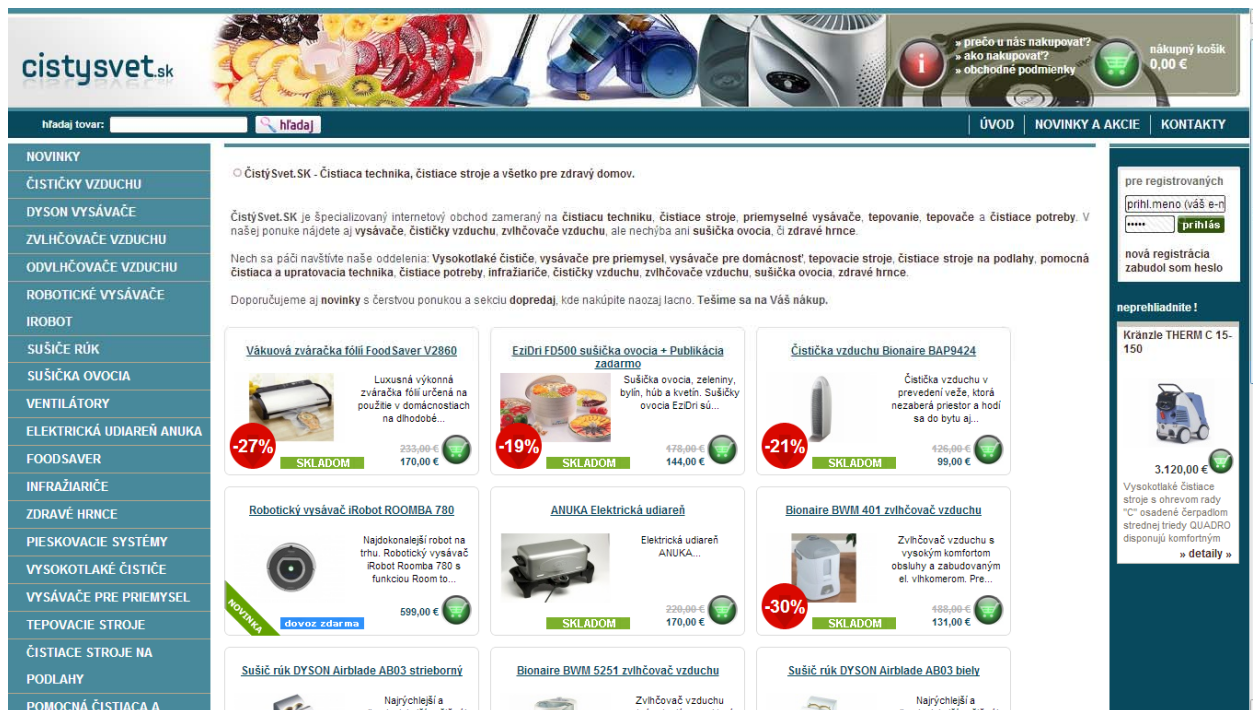 cistysvet.sk
» prečo u nás nakupovat'?
» ako nakupovat'?
» obchodné podmienky
nákupný košík
0,00 €
hľadaj tovar:
hľadaj
ÚVOD
NOVINKY A AKCIE
KONTAKTY
NOVINKY
ČISTIČKY VZDUCHU
DYSON VYSÁVAČE
ZVLHČOVAČE VZDUCHU
ODVLHČOVAČE VZDUCHU
ROBOTICKÉ VYSÁVAČE
IROBOT
SUŠIČE RÚK
SUŠIČKA OVOCIA
VENTILÁTORY
ELEKTRICKÁ UDIAREŇ ANUKA
FOODSAVER
INFRAŽIARIČE
ZDRAVÉ HRNCE
PIESKOVACIE SYSTÉMY
VYSOKOTLAKÉ ČISTIČE
VYSÁVAČE PRE PRIEMYSEL
TEPOVACIE STROJE
ČISTIACE STROJE NA
PODLAHY
POMOCNÁ ČISTIACA A
ČistýSvet.SK - Čistiaca technika, čistiace stroje a všetko pre zdravý domov.
ČistýSvet.SK je špecializovaný internetový obchod zameraný na čistiacu techniku, čistiace stroje, priemyselné vysávače, tepovanie, tepovače a čistiace potreby. V
našej ponuke nájdete aj vysávače, čističky vzduchu, zvlhčovače vzduchu, ale nechýba ani sušička ovocia, či zdravé hrnce.
Nech sa páči navštívte naše oddelenia: Vysokotlaké čističe, vysávače pre priemysel, vysávače pre domácnosť, tepovacie stroje, čistiace stroje na podlahy, pomocná
čistiaca a upratovacia technika, čistiace potreby, infražiariče, čističky vzduchu, zvlhčovače vzduchu, sušička ovocia, zdravé hrnce.
Doporučujeme aj novinky s čerstvou ponukou a sekciu dopredaj, kde nakúpite naozaj lacno. Tešíme sa na Váš nákup.
Vákuová zváračka fólií FoodSaver V2860
Luxusná výkonná
zváračka fólií určená na
použitie v domácnostiach
na dlhodobé...
-27%
SKLADOM
233,00 €
170,00 €
EziDri FD500 sušička ovocia + Publikácia
zadarmo
Sušička ovocia, zeleniny,
bylín, húb a kvetín. Sušičky
ovocia EziDri sú...
-19%
SKLADOM
178,00 €
144,00 €
Čistička vzduchu Bionaire BAP9424
Čistička vzduchu v
prevedení veže, ktorá
nezaberá priestor a hodí
sa do bytu aj...
-21%
SKLADOM
126,00 €
99,00 €
Robotický vysávač iRobot ROOMBA 780
Najdokonalejší robot na
trhu. Robotický vysávač
iRobot Roomba 780 s
funkciou Room to...
NOVINKA
dovoz zdarma
599,00 €
ANUKA Elektrická udiareň
Elektrická udiareň
ANUKA...
SKLADOM
220,00 €
170,00 €
Bionaire BWM 401 zvlhčovač vzduchu
Zvlhčovač vzduchu s
vysokým komfortom
obsluhy a zabudovaným
el. vlhkomerom. Pre...
-30%
SKLADOM
188,00 €
131,00 €
Sušič rúk DYSON Airblade AB03 strieborný
Najrýchlejší a
Bionaire BWM 5251 zvlhčovač vzduchu
Zvlhčovač vzduchu
Sušič rúk DYSON Airblade AB03 biely
Najrýchlejší a
pre registrovaných
prihl.meno (váš e-n
prihlás
nová registrácia
zabudol som heslo
neprehliadnite !
Kränzle THERM C 15-
150
3.120,00 €
Vysokotlaké čistiace
stroje s ohrevom rady
"C" osadené čerpadlom
strednej triedy QUADRO
disponujú komfortným
» detaily »